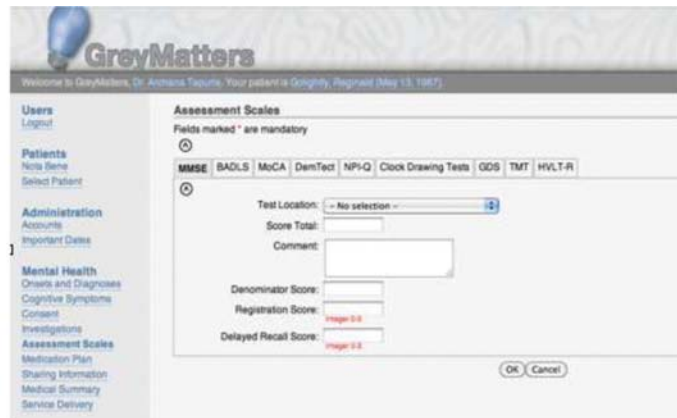 GreyMatters
Welcome to GreyMatters, Dr. Archana Tapuria, Your patient is Golightly, Reginald (May 13, 1967)
Users
Logout
Patients
Nota Bene
Select Patient
Administration
Accounts
Important Dates
Mental Health
Onsets and Diagnoses
Cognitive Symptoms
Consent
Investigations
Assessment Scales
Medication Plan
Sharing Information
Medical Summary
Service Delivery
Assessment Scales
Fields marked * are mandatory
MMSE BADLS MoCA DemTect NPI-Q Clock Drawing Tests GDS TMT HVLT-R
Test Location: - No selection -
Score Total:
Comment:
Denominator Score:
Registration Score:
Integer 0-3
Delayed Recall Score:
Integer 0-3
OK Cancel